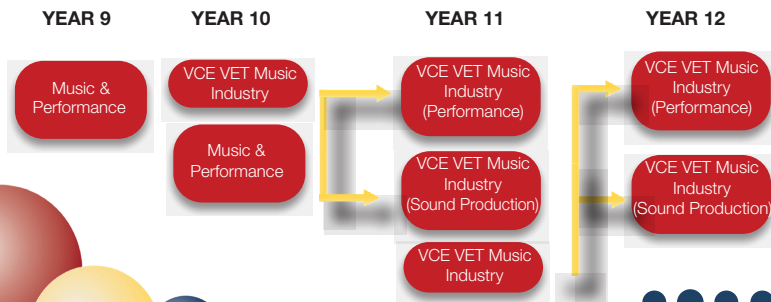 YEAR 9
YEAR 10
YEAR 11
YEAR 12
Music &
Performance
VCE VET Music
Industry
Music &
Performance
VCE VET Music
Industry
(Performance)
VCE VET Music
Industry
(Sound Production)
VCE VET Music
Industry
VCE VET Music
Industry
(Performance)
VCE VET Music
Industry
(Sound Production)